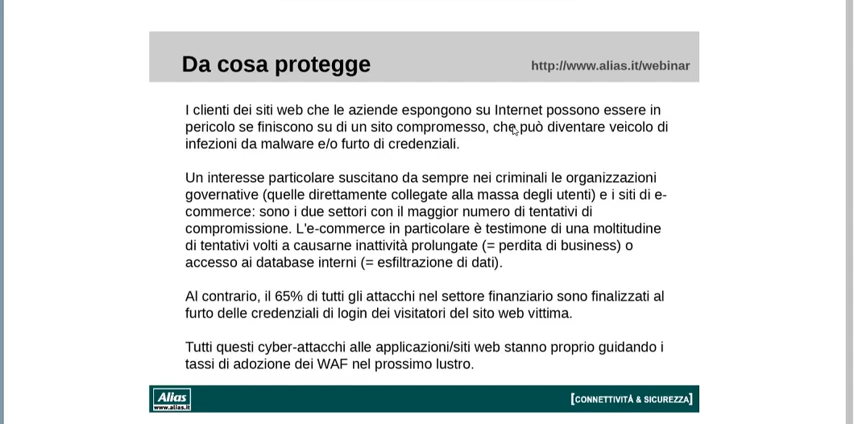 Da cosa protegge
http://www.alias.it/webinar
I clienti dei siti web che le aziende espongono su Internet possono essere in
pericolo se finiscono su di un sito compromesso, che può diventare veicolo di
infezioni da malware e/o furto di credenziali.
Un interesse particolare suscitano da sempre nei criminali le organizzazioni
governative (quelle direttamente collegate alla massa degli utenti) e i siti di e-
commerce: sono i due settori con il maggior numero di tentativi di
compromissione. L'e-commerce in particolare è testimone di una moltitudine
di tentativi volti a causarne inattività prolungate (= perdita di business) o
accesso ai database interni (= esfiltrazione di dati).
Al contrario, il 65% di tutti gli attacchi nel settore finanziario sono finalizzati al
furto delle credenziali di login dei visitatori del sito web vittima.
Tutti questi cyber-attacchi alle applicazioni/siti web stanno proprio guidando i
tassi di adozione dei WAF nel prossimo lustro.
Alias
www.alias.it
[CONNETTIVITÁ & SICUREZZA]